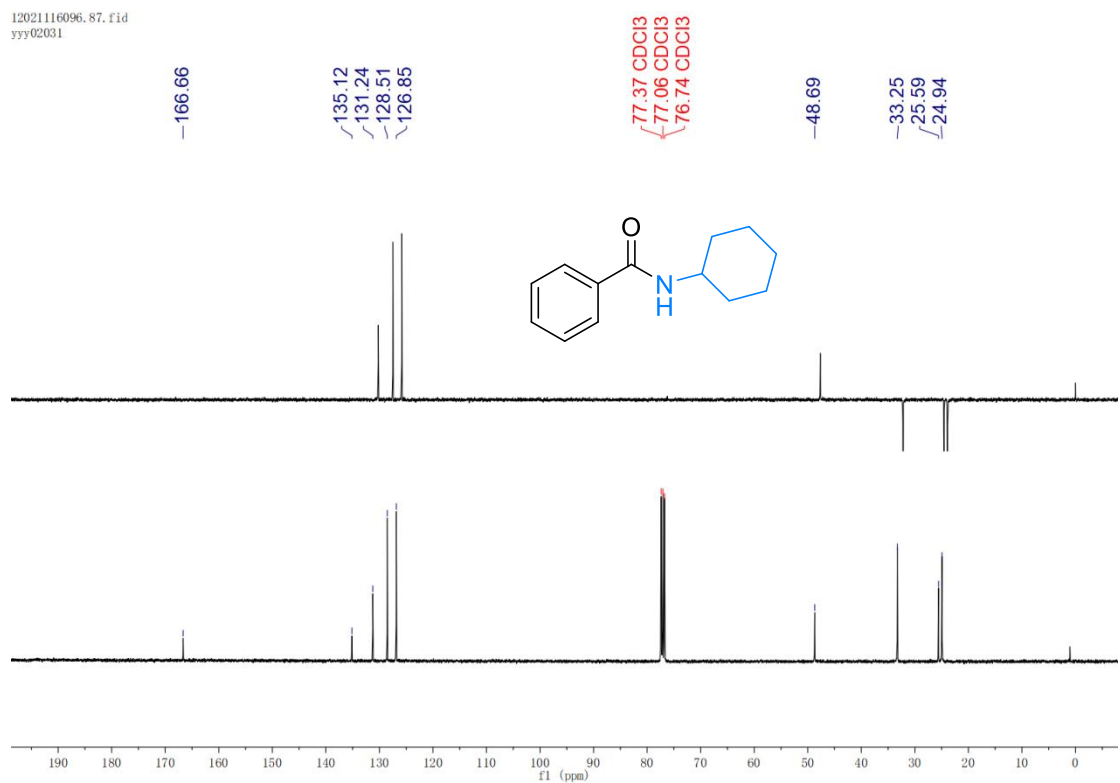 12021116096.87.fid
yyy02031
166.66
135.12
131.24
128.51
126.85
77.37 CDCl3
77.06 CDCl3
76.74 CDCl3
48.69
33.25
25.59
24.94
O
N
H
190 180 170 160 150 140 130 120 110 100 90 80 70 60 50 40 30 20 10 0
f1 (ppm)